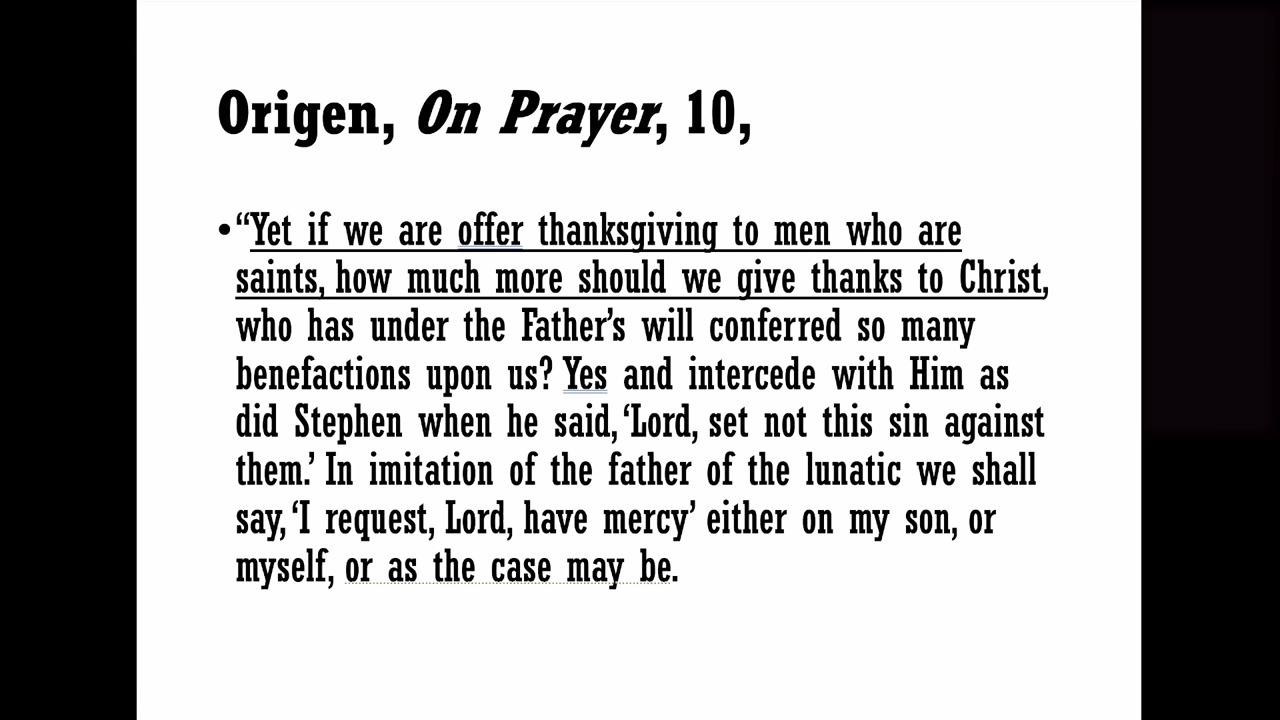 Origen, On Prayer, 10,
•“Yet if we are offer thanksgiving to men who are
saints, how much more should we give thanks to Christ,
who has under the Father’s will conferred so many
benefactions upon us? Yes and intercede with Him as
did Stephen when he said, ‘Lord, set not this sin against
them.’ In imitation of the father of the lunatic we shall
say, ‘I request, Lord, have mercy’ either on my son, or
myself, or as the case may be.